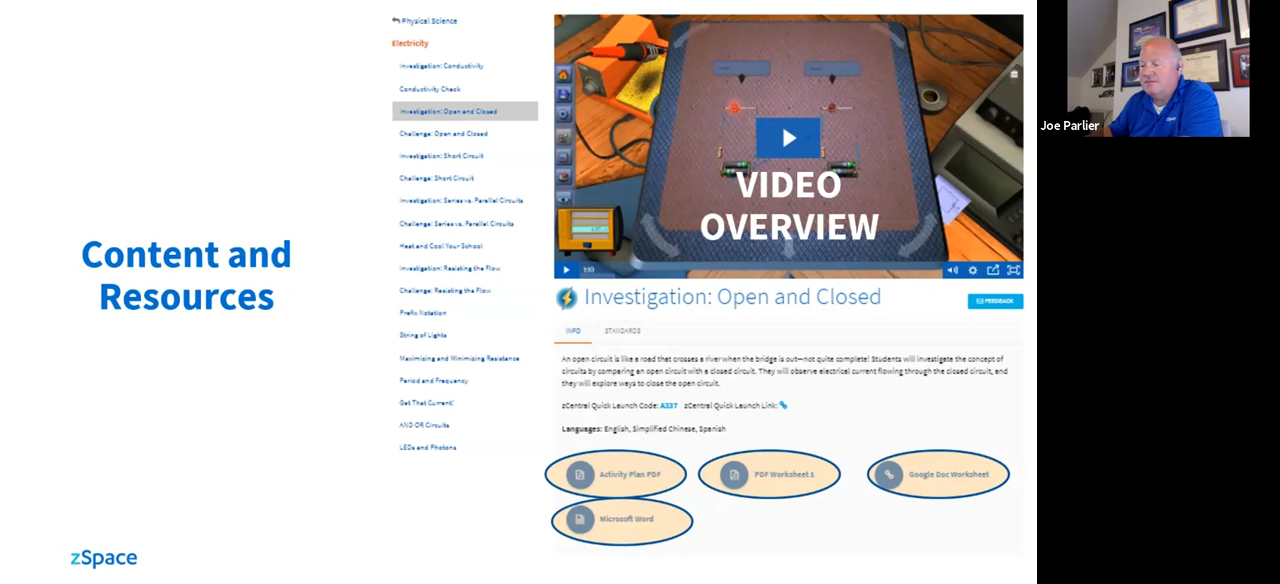 Content and
Resources
zSpace
Physical Science
Electricity
Investigation: Conductivity
Conductivity Check
Investigation: Open and Closed
Challenge: Open and Closed
Investigation: Short Circuit
Challenge: Short Circuit
Investigation: Series vs. Parallel Circuits
Challenge: Series vs. Parallel Circuits
Heat and Cool Your School
Investigation: Resisting the Flow
Challenge: Resisting the Flow
Prefix Notation
String of Lights
Maximizing and Minimizing Resistance
Period and Frequency
Get That Current!
AND OR Circuits
LEDs and Photons
VIDEO
OVERVIEW
1:10
Investigation: Open and Closed
FEEDBACK
INFO STANDARDS
An open circuit is like a road that crosses a river when the bridge is out—not quite complete! Students will investigate the concept of
circuits by comparing an open circuit with a closed circuit. They will observe electrical current flowing through the closed circuit, and
they will explore ways to close the open circuit.
zCentral Quick Launch Code: A337 zCentral Quick Launch Link:
Languages: English, Simplified Chinese, Spanish
Activity Plan PDF
PDF Worksheet 1
Google Doc Worksheet
Microsoft Word
Joe Parlier